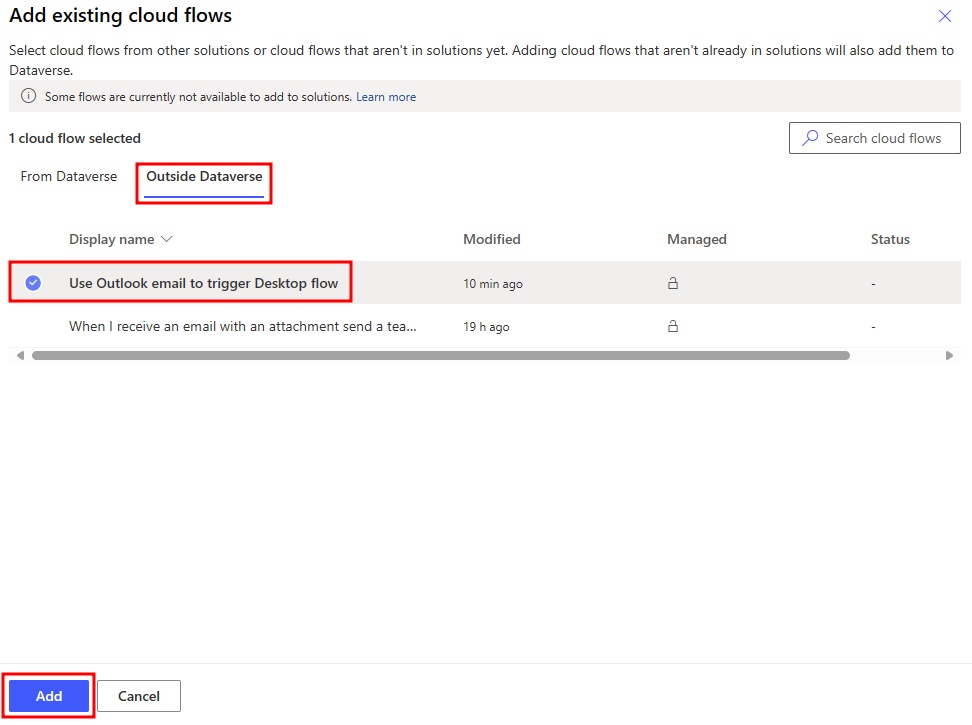 Add existing cloud flows
Select cloud flows from other solutions or cloud flows that aren't in solutions yet. Adding cloud flows that aren't already in solutions will also add them to
Dataverse.
Some flows are currently not available to add to solutions. Learn more
1 cloud flow selected
Search cloud flows
From Dataverse Outside Dataverse
Display name Modified Managed Status
Use Outlook email to trigger Desktop flow 10 min ago -
When I receive an email with an attachment send a tea... 19 h ago -
Add Cancel